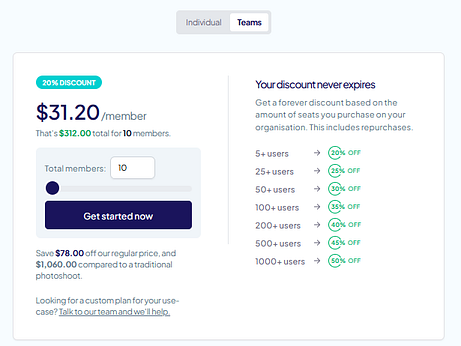 Individual Teams
20% DISCOUNT
$31.20 /member
That's $312.00 total for 10 members.
Total members: 10
Get started now
Save $78.00 off our regular price, and
$1,060.00 compared to a traditional
photoshoot.
Looking for a custom plan for your use-
case? Talk to our team and we'll help.
Your discount never expires
Get a forever discount based on the
amount of seats you purchase on your
organisation. This includes repurchases.
5+ users → 20% OFF
25+ users → 25% OFF
50+ users → 30% OFF
100+ users → 35% OFF
200+ users → 40% OFF
500+ users → 45% OFF
1000+ users → 50% OFF